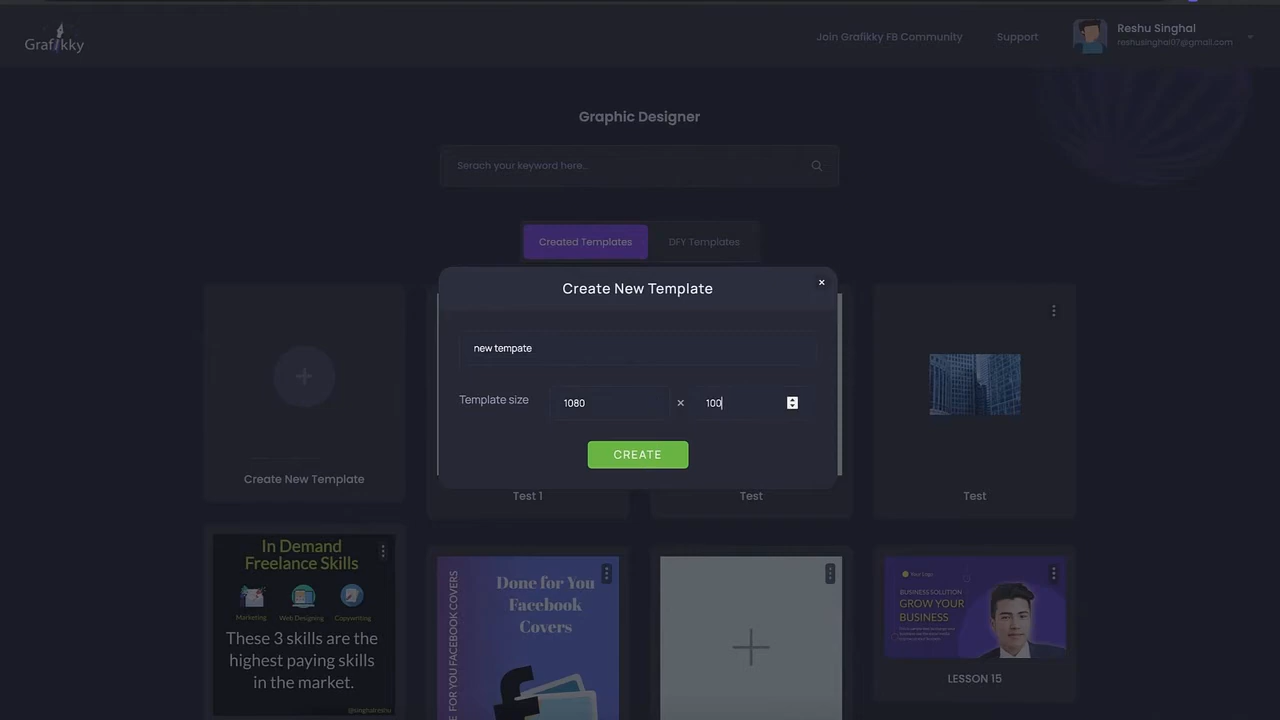 Grafikky
Join Grafikky FB Community
Support
Reshu Singhal
reshusinghal07@gmail.com
Graphic Designer
Serach your keyword here...
Created Templates
DFY Templates
Create New Template
×
new tempate
Template size
1080
×
100
CREATE
Create New Template
Test 1
Test
Test
In Demand
Freelance Skills
Marketing
Web Designing
Copywriting
These 3 skills are the
highest paying skills
in the market.
@singhalreshu
FOR YOU FACEBOOK COVERS
Done for You
Facebook
Covers
Your Logo
BUSINESS SOLUTION
GROW YOUR
BUSINESS
LESSON 15